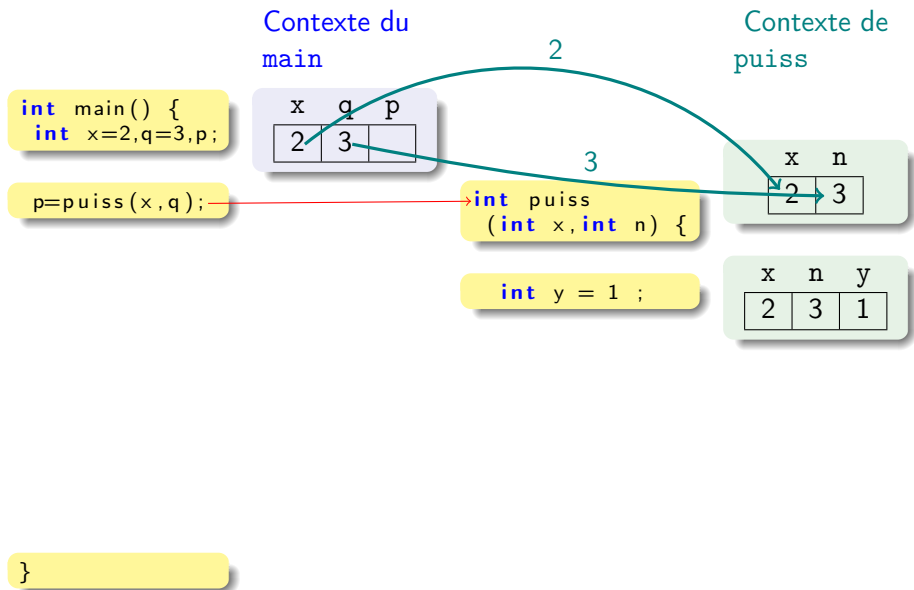 Contexte du
main
Contexte de
puiss
2
int main() {
int x=2,q=3,p;
x q p
2 3
3
x n
2 3
p=puiss(x,q);
int puiss
(int x,int n) {
int y = 1 ;
x n y
2 3 1
}